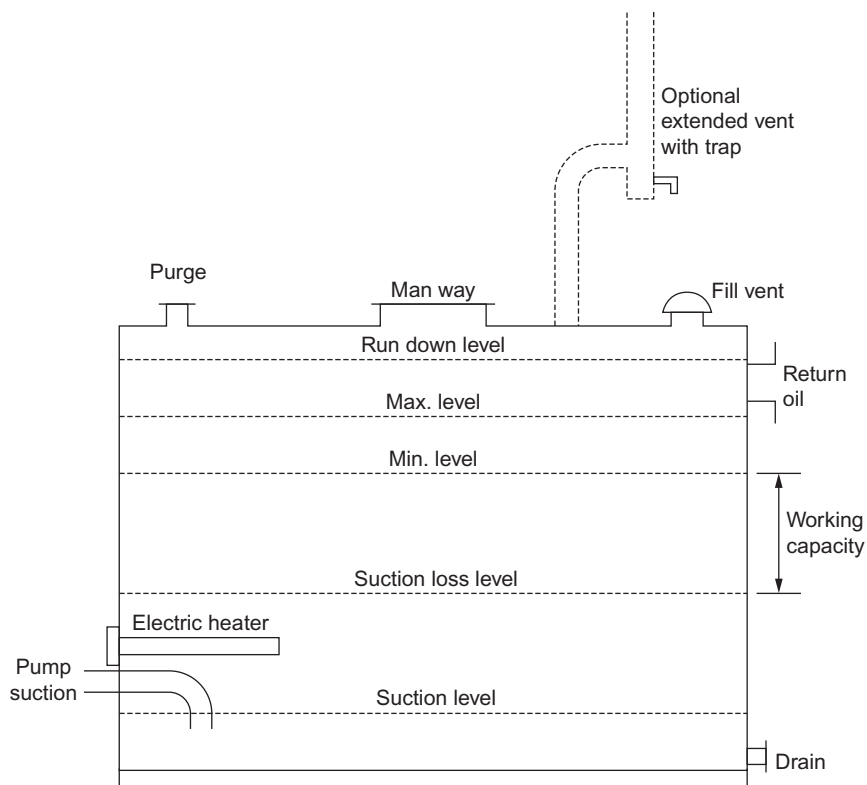 Optional
extended vent
with trap
Purge
Man way
Fill vent
Run down level
Return
oil
Max. level
Min. level
Working
capacity
Suction loss level
Electric heater
Pump
suction
Suction level
Drain